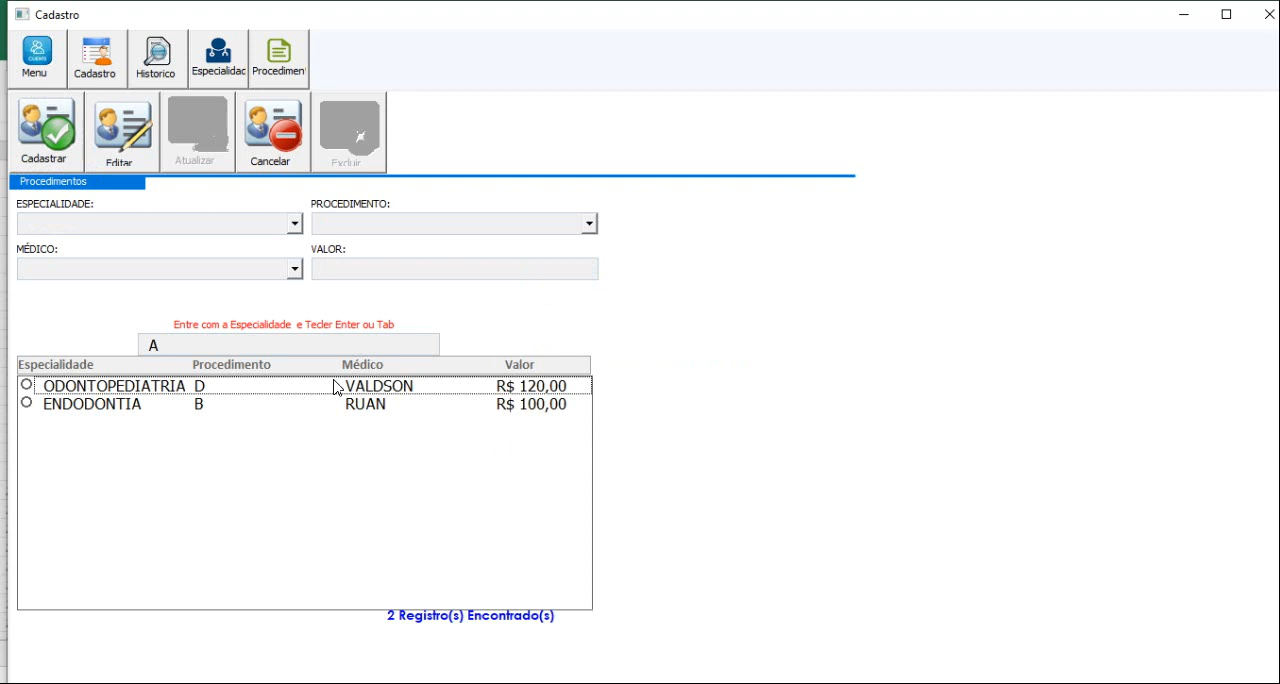 Cadastro
Menu Cadastro Historico Especialidac Procedimen
Cadastrar Editar Atualizar Cancelar Excluir
Procedimentos
ESPECIALIDADE: PROCEDIMENTO:
MÉDICO: VALOR:
Entre com a Especialidade e Tecler Enter ou Tab
A
Especialidade Procedimento Médico Valor
ODONTOPEDIATRIA D VALDSON R$ 120,00
ENDODONTIA B RUAN R$ 100,00
2 Registro(s) Encontrado(s)